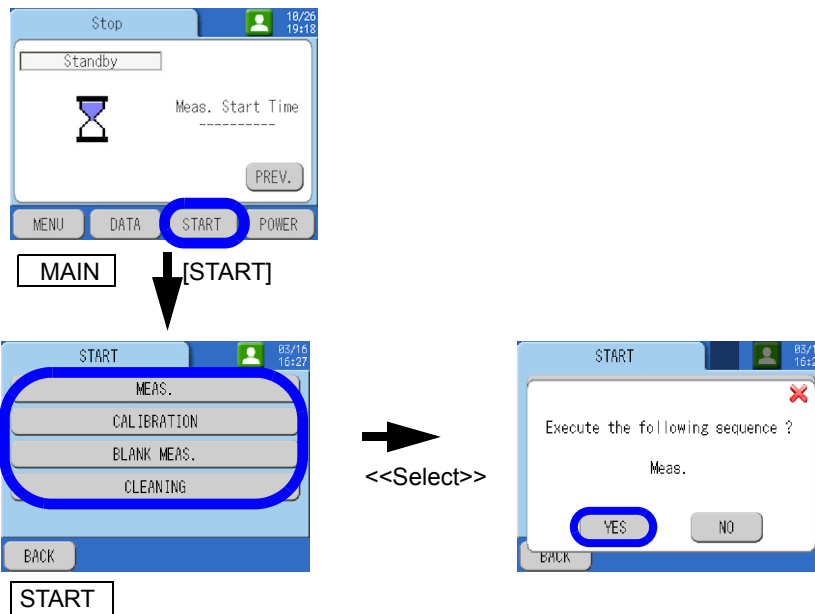 Stop
10/26
19:18
Standby
Meas. Start Time
----------
PREV.
MENU DATA START POWER
MAIN [START]
START
03/16
16:27
MEAS.
CALIBRATION
BLANK MEAS.
CLEANING
BACK
START
<<Select>>
START
Execute the following sequence ?
Meas.
YES NO
BACK